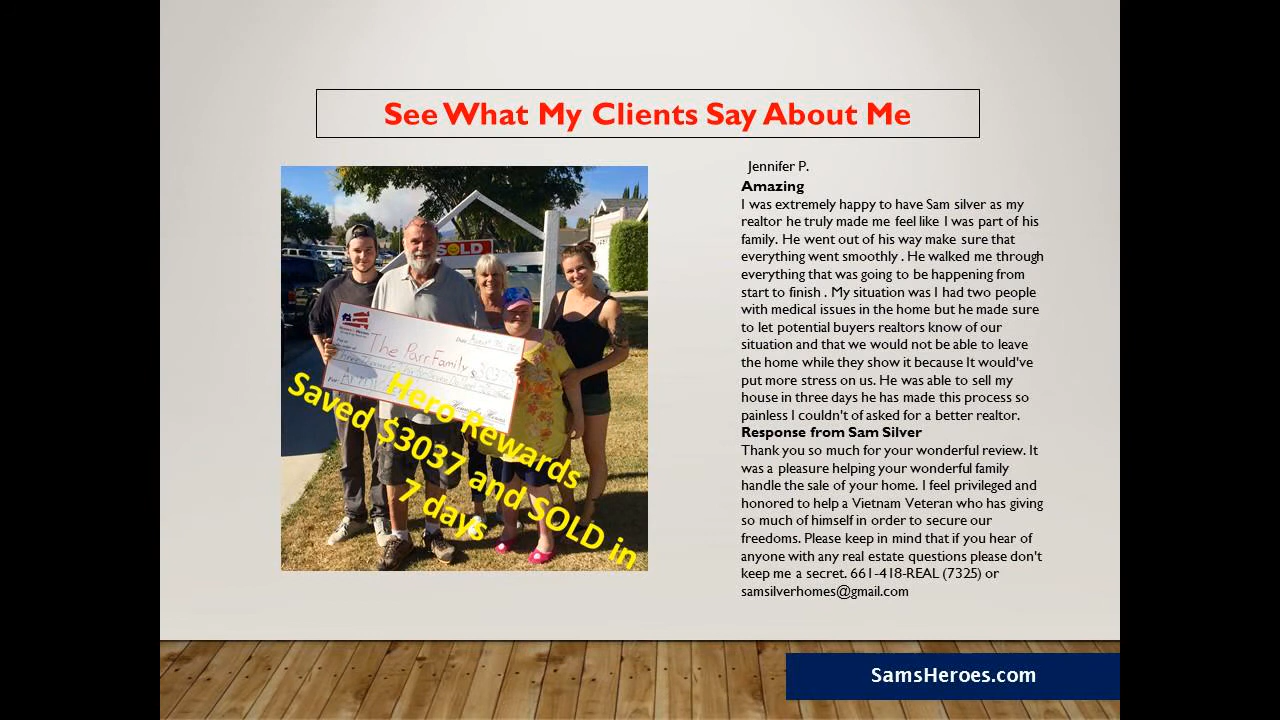 See What My Clients Say About Me
Jennifer P.
Amazing
I was extremely happy to have Sam silver as my
realtor he truly made me feel like I was part of his
family. He went out of his way make sure that
everything went smoothly . He walked me through
everything that was going to be happening from
start to finish . My situation was I had two people
with medical issues in the home but he made sure
to let potential buyers realtors know of our
situation and that we would not be able to leave
the home while they show it because It would've
put more stress on us. He was able to sell my
house in three days he has made this process so
painless I couldn't of asked for a better realtor.
Response from Sam Silver
Thank you so much for your wonderful review. It
was a pleasure helping your wonderful family
handle the sale of your home. I feel privileged and
honored to help a Vietnam Veteran who has giving
so much of himself in order to secure our
freedoms. Please keep in mind that if you hear of
anyone with any real estate questions please don't
keep me a secret. 661-418-REAL (7325) or
samsilverhomes@gmail.com
SOLD
The Parr Family
Hero Rewards
Saved $3037 and SOLD in
7 days
SamsHeroes.com